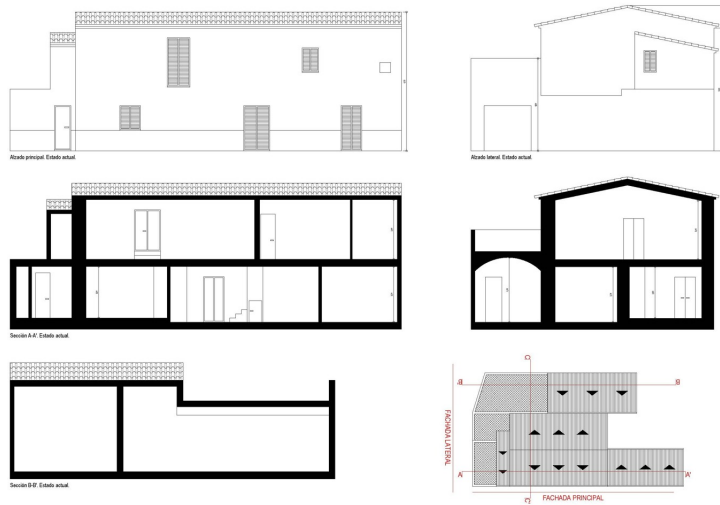 Alzado principal. Estado actual.
Alzado lateral. Estado actual.
Sección A-A'. Estado actual.
Sección B-B'. Estado actual.
C'
B
B'
FACHADA LATERAL
A
A'
FACHADA PRINCIPAL